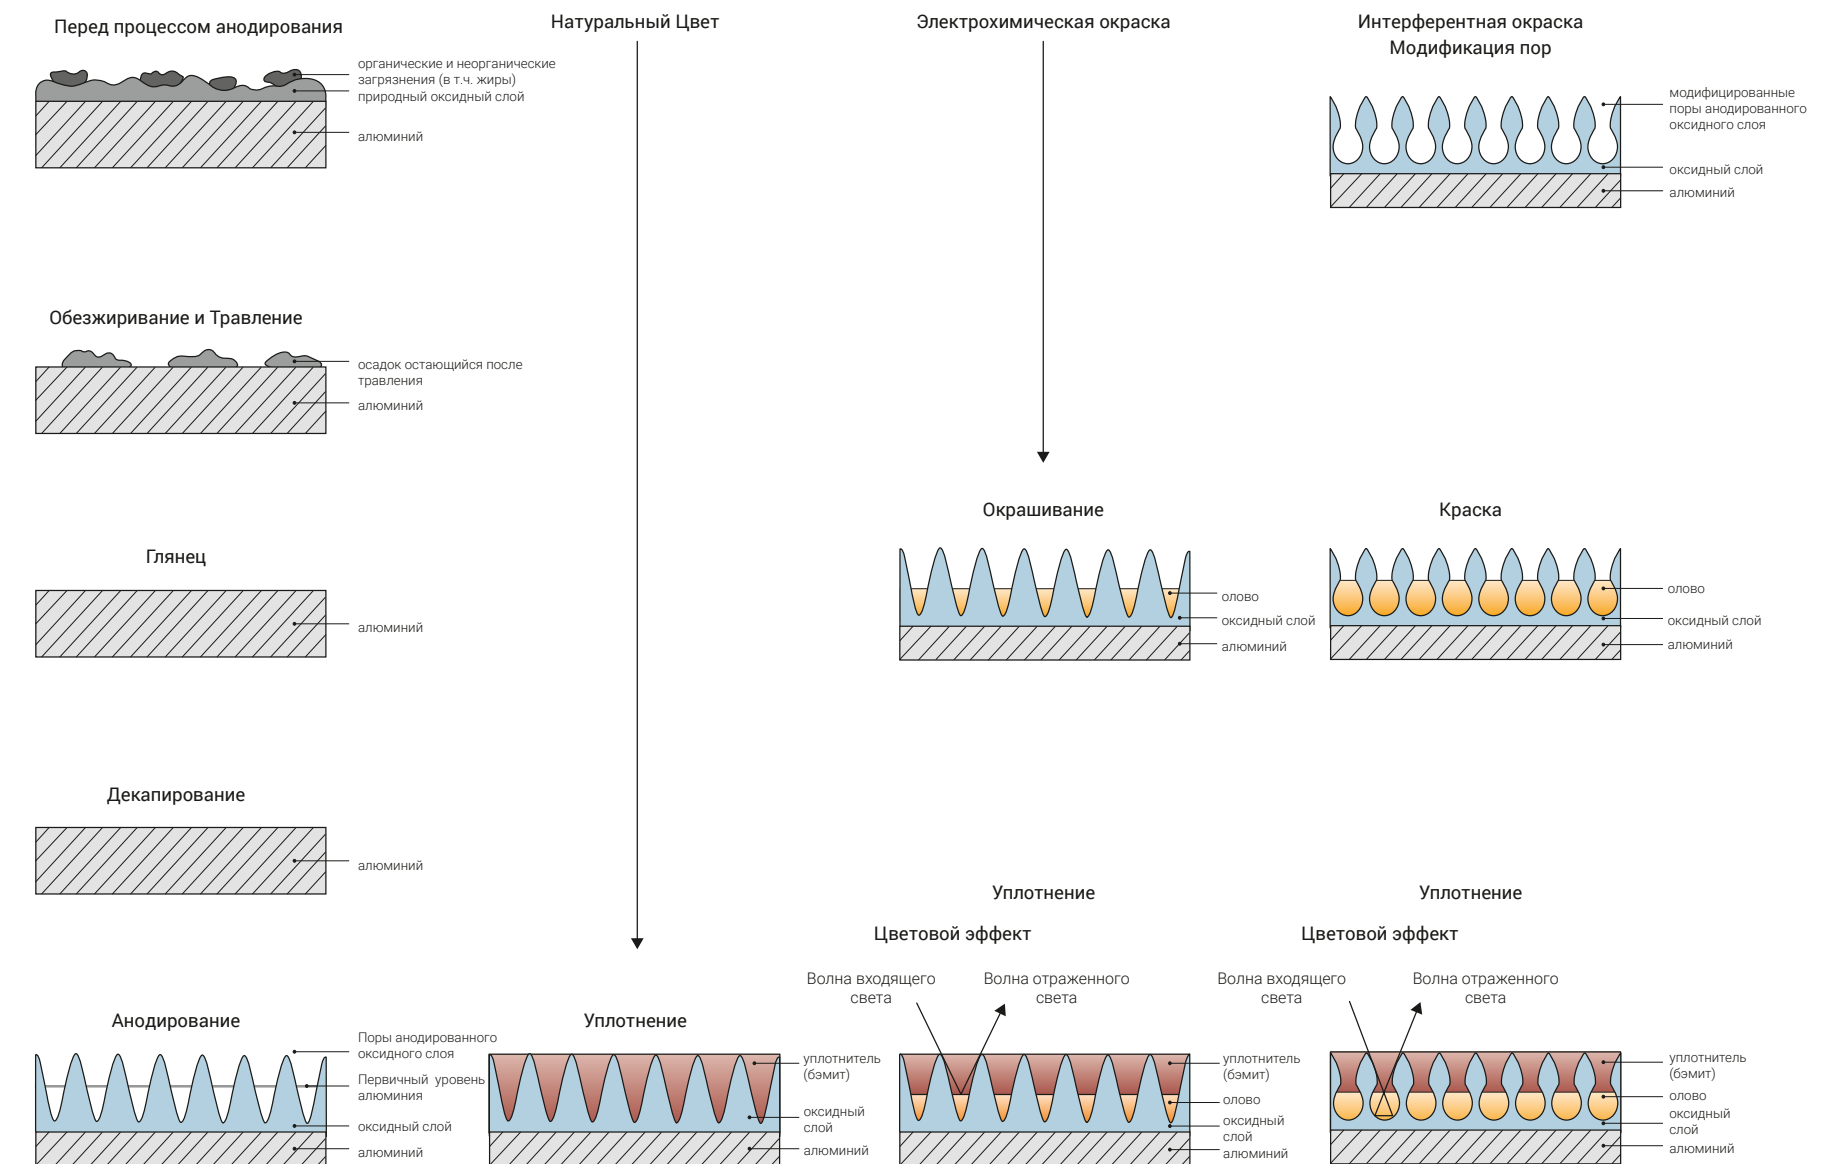 Перед процессом анодирования
органические и неорганические
загрязнения (в т.ч. жиры)
природный оксидный слой
алюминий
Обезжиривание и Травление
осадок остающийся после
травления
алюминий
Глянец
алюминий
Декапирование
алюминий
Анодирование
Поры анодированного
оксидного слоя
Первичный уровень
алюминия
оксидный слой
алюминий
Натуральный Цвет
Уплотнение
уплотнитель
(бэмит)
оксидный
слой
алюминий
Электрохимическая окраска
Окрашивание
олово
оксидный слой
алюминий
Уплотнение
Цветовой эффект
Волна входящего
света
Волна отраженного
света
уплотнитель
(бэмит)
олово
оксидный
слой
алюминий
Интерферентная окраска
Модификация пор
модифицированные
поры анодированного
оксидного слоя
оксидный слой
алюминий
Краска
олово
оксидный слой
алюминий
Уплотнение
Цветовой эффект
Волна входящего
света
Волна отраженного
света
уплотнитель
(бэмит)
олово
оксидный
слой
алюминий